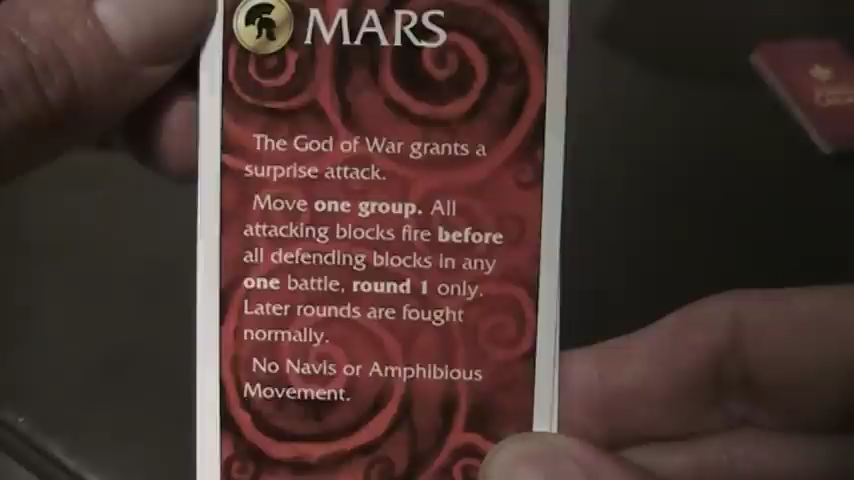 MARS
The God of War grants a
surprise attack.
Move one group. All
attacking blocks fire before
all defending blocks in any
one battle, round 1 only.
Later rounds are fought
normally.
No Navis or Amphibious
Movement.